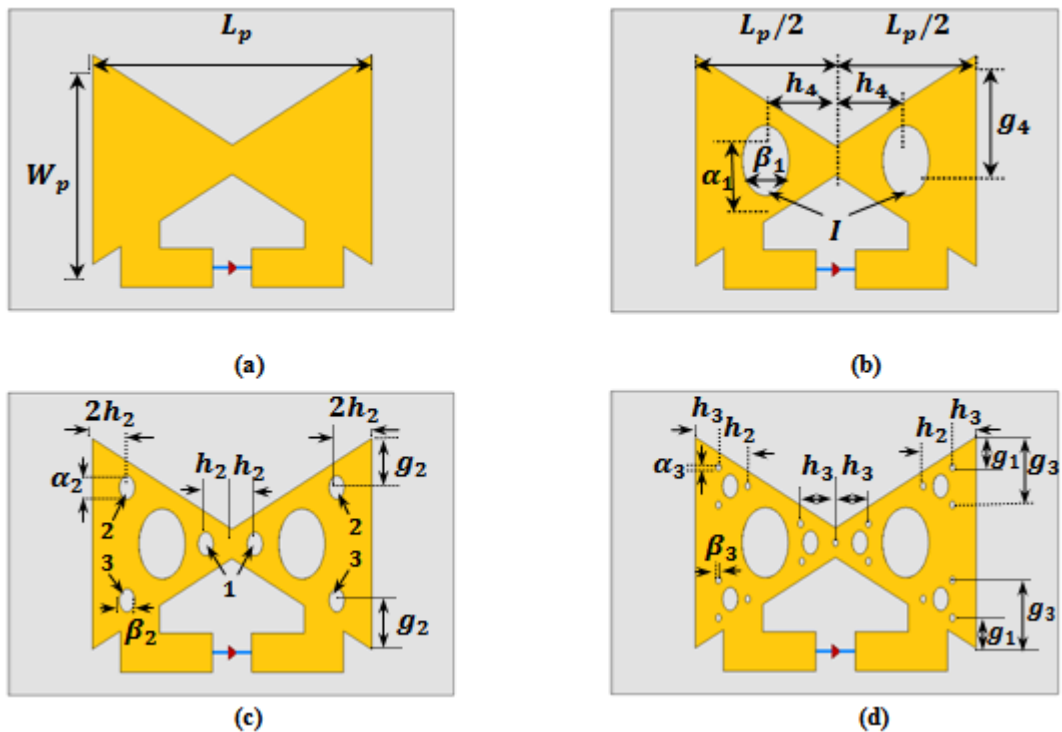 L_p
W_p
(a)
L_p/2 L_p/2
h_4 h_4
g_4
α_1 β_1
I
(b)
2h_2 2h_2
g_2
α_2 h_2 h_2
2 2
3 1 3
β_2 g_2
(c)
h_3 h_3
h_2 h_2
α_3 g_1 g_3
h_3 h_3
β_3
g_3
g_1
(d)